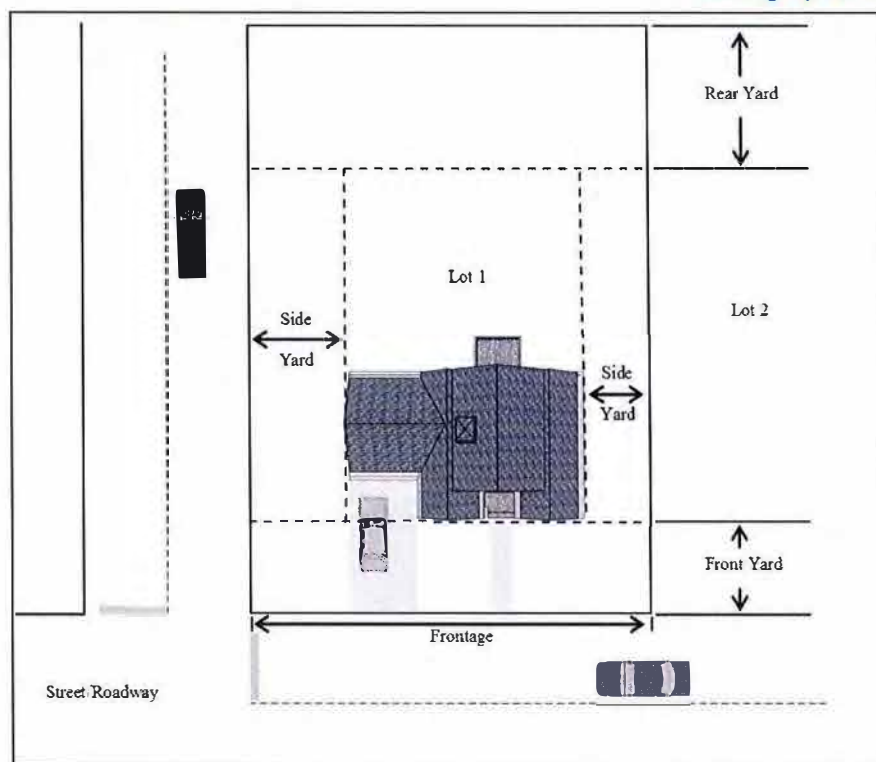 Rear Yard
Lot 1
Lot 2
Side
Yard
Side
Yard
Front Yard
Frontage
Street Roadway